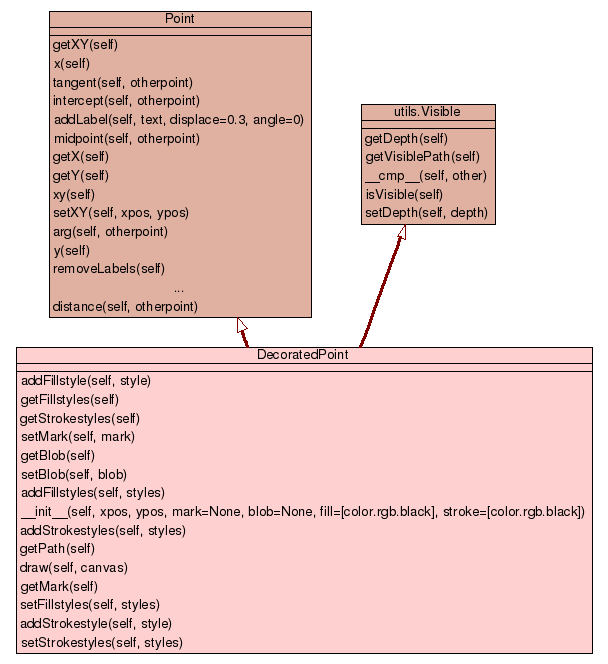 Point
getXY(self)
x(self)
tangent(self, otherpoint)
intercept(self, otherpoint)
addLabel(self, text, displace=0.3, angle=0)
midpoint(self, otherpoint)
getX(self)
getY(self)
xy(self)
setXY(self, xpos, ypos)
arg(self, otherpoint)
y(self)
removeLabels(self)
...
distance(self, otherpoint)
utils.Visible
getDepth(self)
getVisiblePath(self)
__cmp__(self, other)
isVisible(self)
setDepth(self, depth)
DecoratedPoint
addFillstyle(self, style)
getFillstyles(self)
getStrokestyles(self)
setMark(self, mark)
getBlob(self)
setBlob(self, blob)
addFillstyles(self, styles)
__init__(self, xpos, ypos, mark=None, blob=None, fill=[color.rgb.black], stroke=[color.rgb.black])
addStrokestyles(self, styles)
getPath(self)
draw(self, canvas)
getMark(self)
setFillstyles(self, styles)
addStrokestyle(self, style)
setStrokestyles(self, styles)